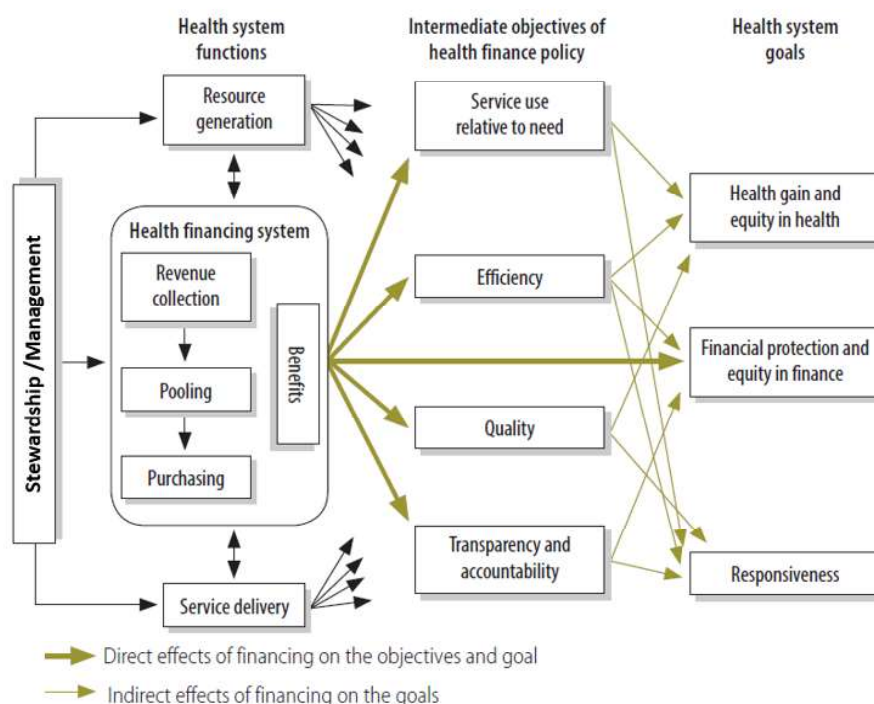 Health system
functions
Intermediate objectives of
health finance policy
Health system
goals
Stewardship /Management
Resource
generation
Health financing system
Revenue
collection
Pooling
Purchasing
Benefits
Service delivery
Service use
relative to need
Efficiency
Quality
Transparency and
accountability
Health gain and
equity in health
Financial protection and
equity in finance
Responsiveness
Direct effects of financing on the objectives and goal
Indirect effects of financing on the goals